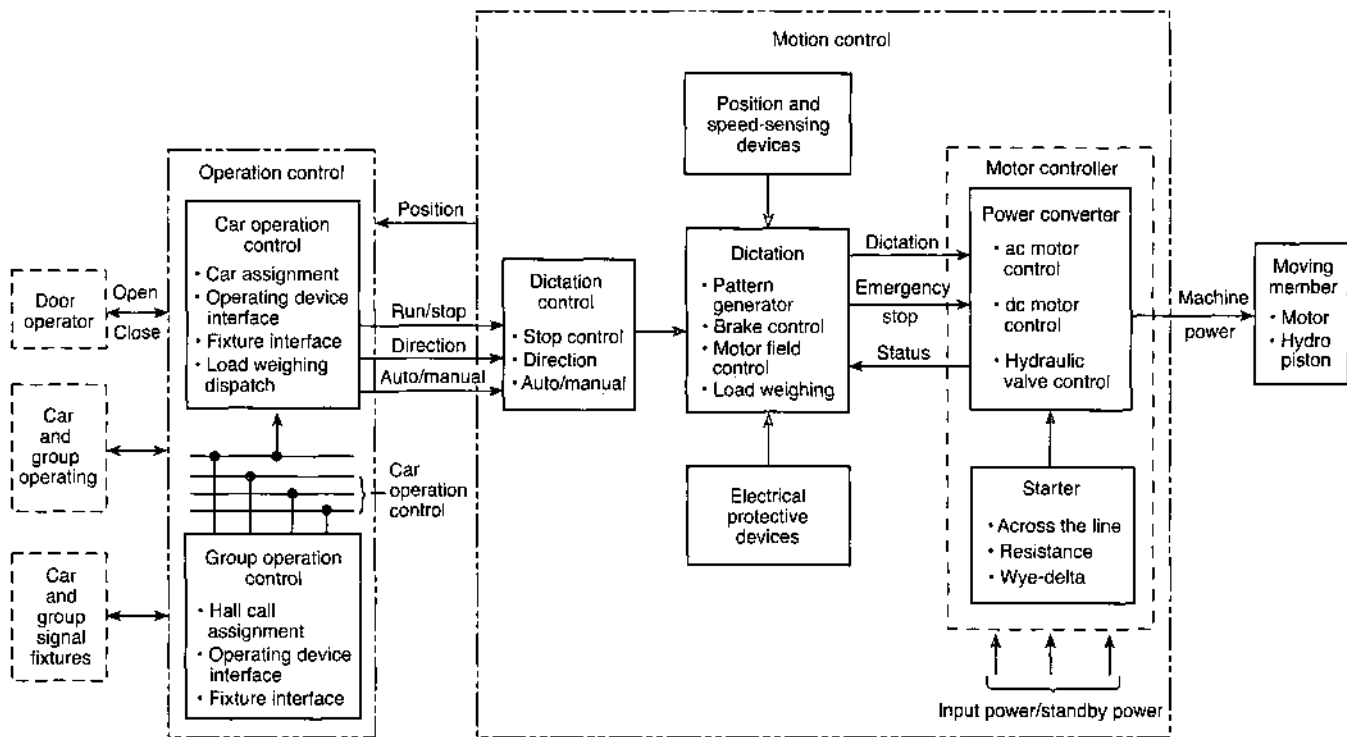 Motion control
Position and
speed-sensing
devices
Operation control
Motor controller
Car operation
control
• Car assignment
• Operating device
interface
• Fixture interface
• Load weighing
dispatch
Position
Door
operator
Open
Close
Run/stop
Direction
Auto/manual
Dictation
control
• Stop control
• Direction
• Auto/manual
Dictation
• Pattern
generator
• Brake control
• Motor field
control
• Load weighing
Dictation
Emergency
stop
Status
Power converter
• ac motor
control
• dc motor
control
• Hydraulic
valve control
Machine
power
Moving
member
• Motor
• Hydro
piston
Car
and
group
operating
Car
operation
control
Electrical
protective
devices
Starter
• Across the line
• Resistance
• Wye-delta
Car
and
group
signal
fixtures
Group operation
control
• Hall call
assignment
• Operating device
interface
• Fixture interface
Input power/standby power